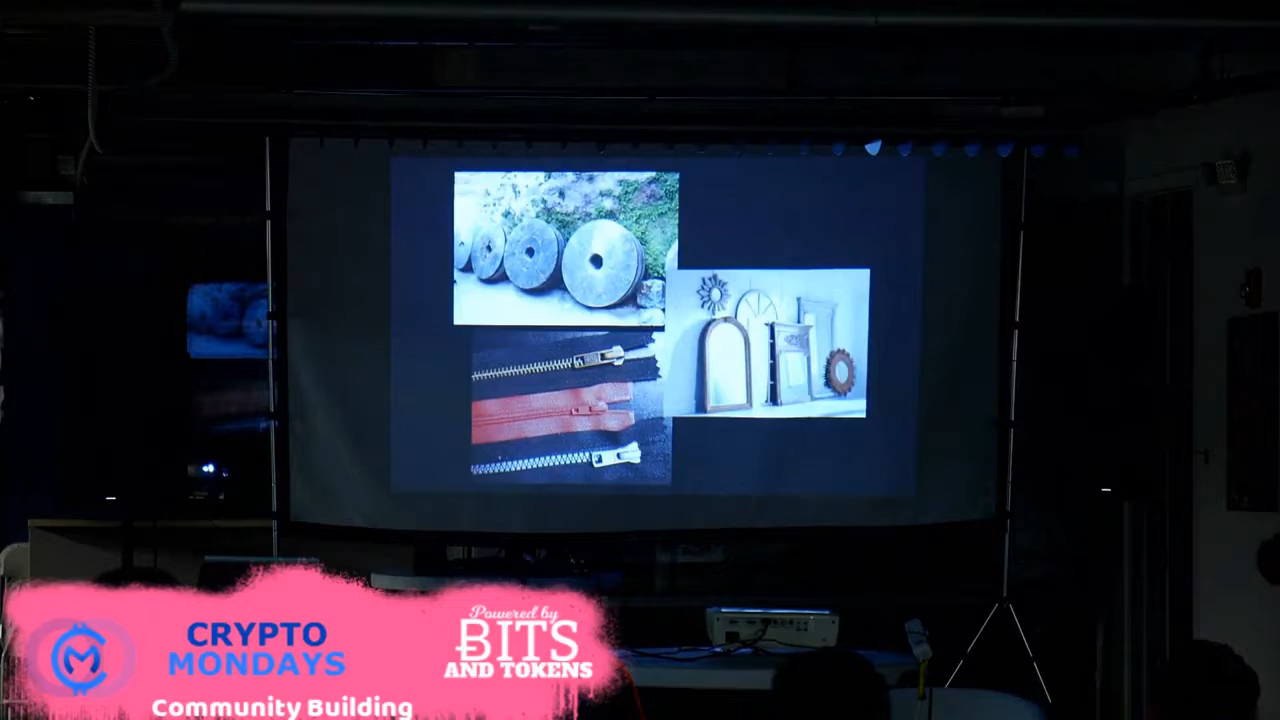 CRYPTO
MONDAYS
Powered by
BITS
AND TOKENS
Community Building